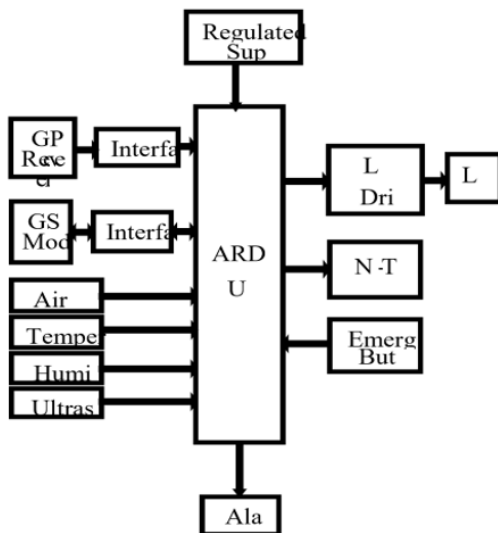 Regulated
Sup
GP
Interfa
GS
Mod
Interfa
ARD
U
L
Dri
L
N-T
Air
Tempe
Humi
Ultras
Emerg
But
Ala